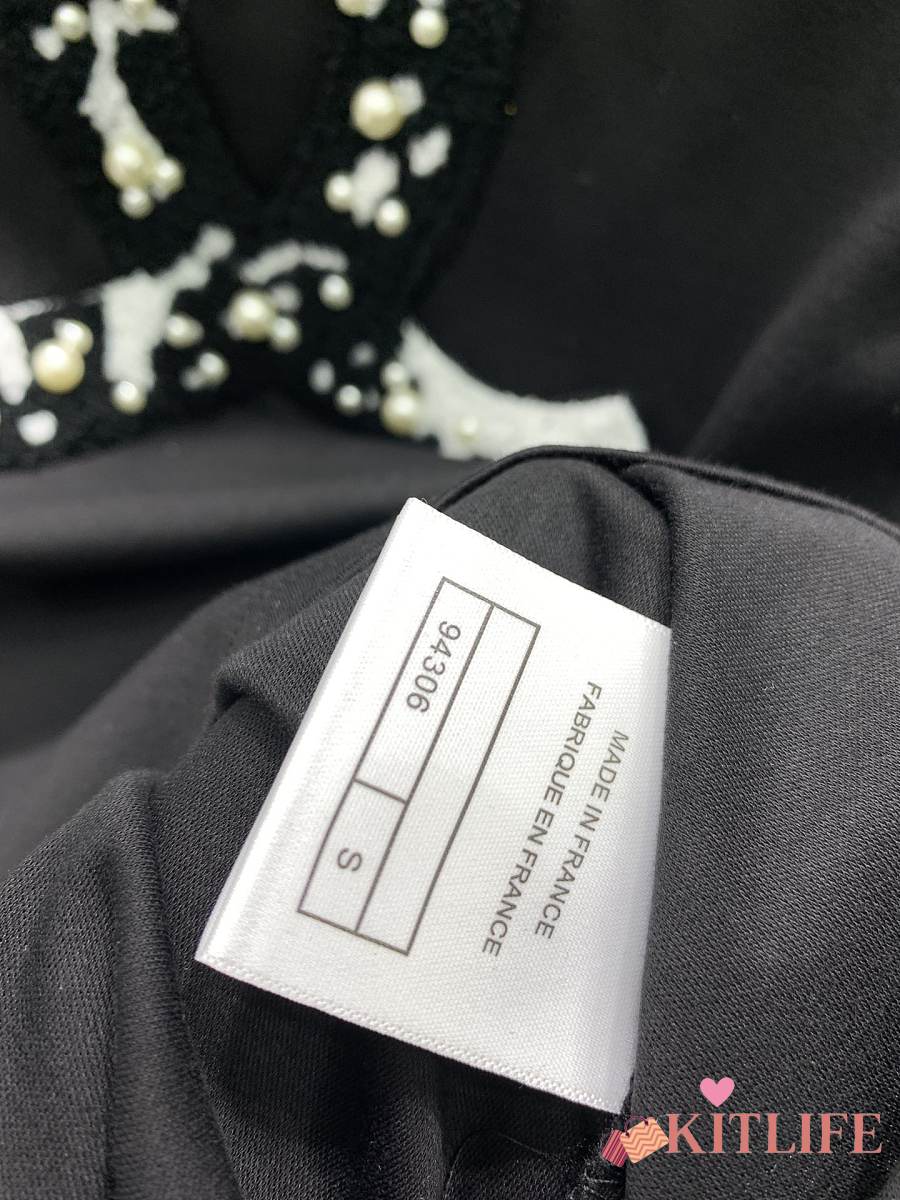 MADE IN FRANCE
FABRIQUE EN FRANCE
94306 S
KITLIFE